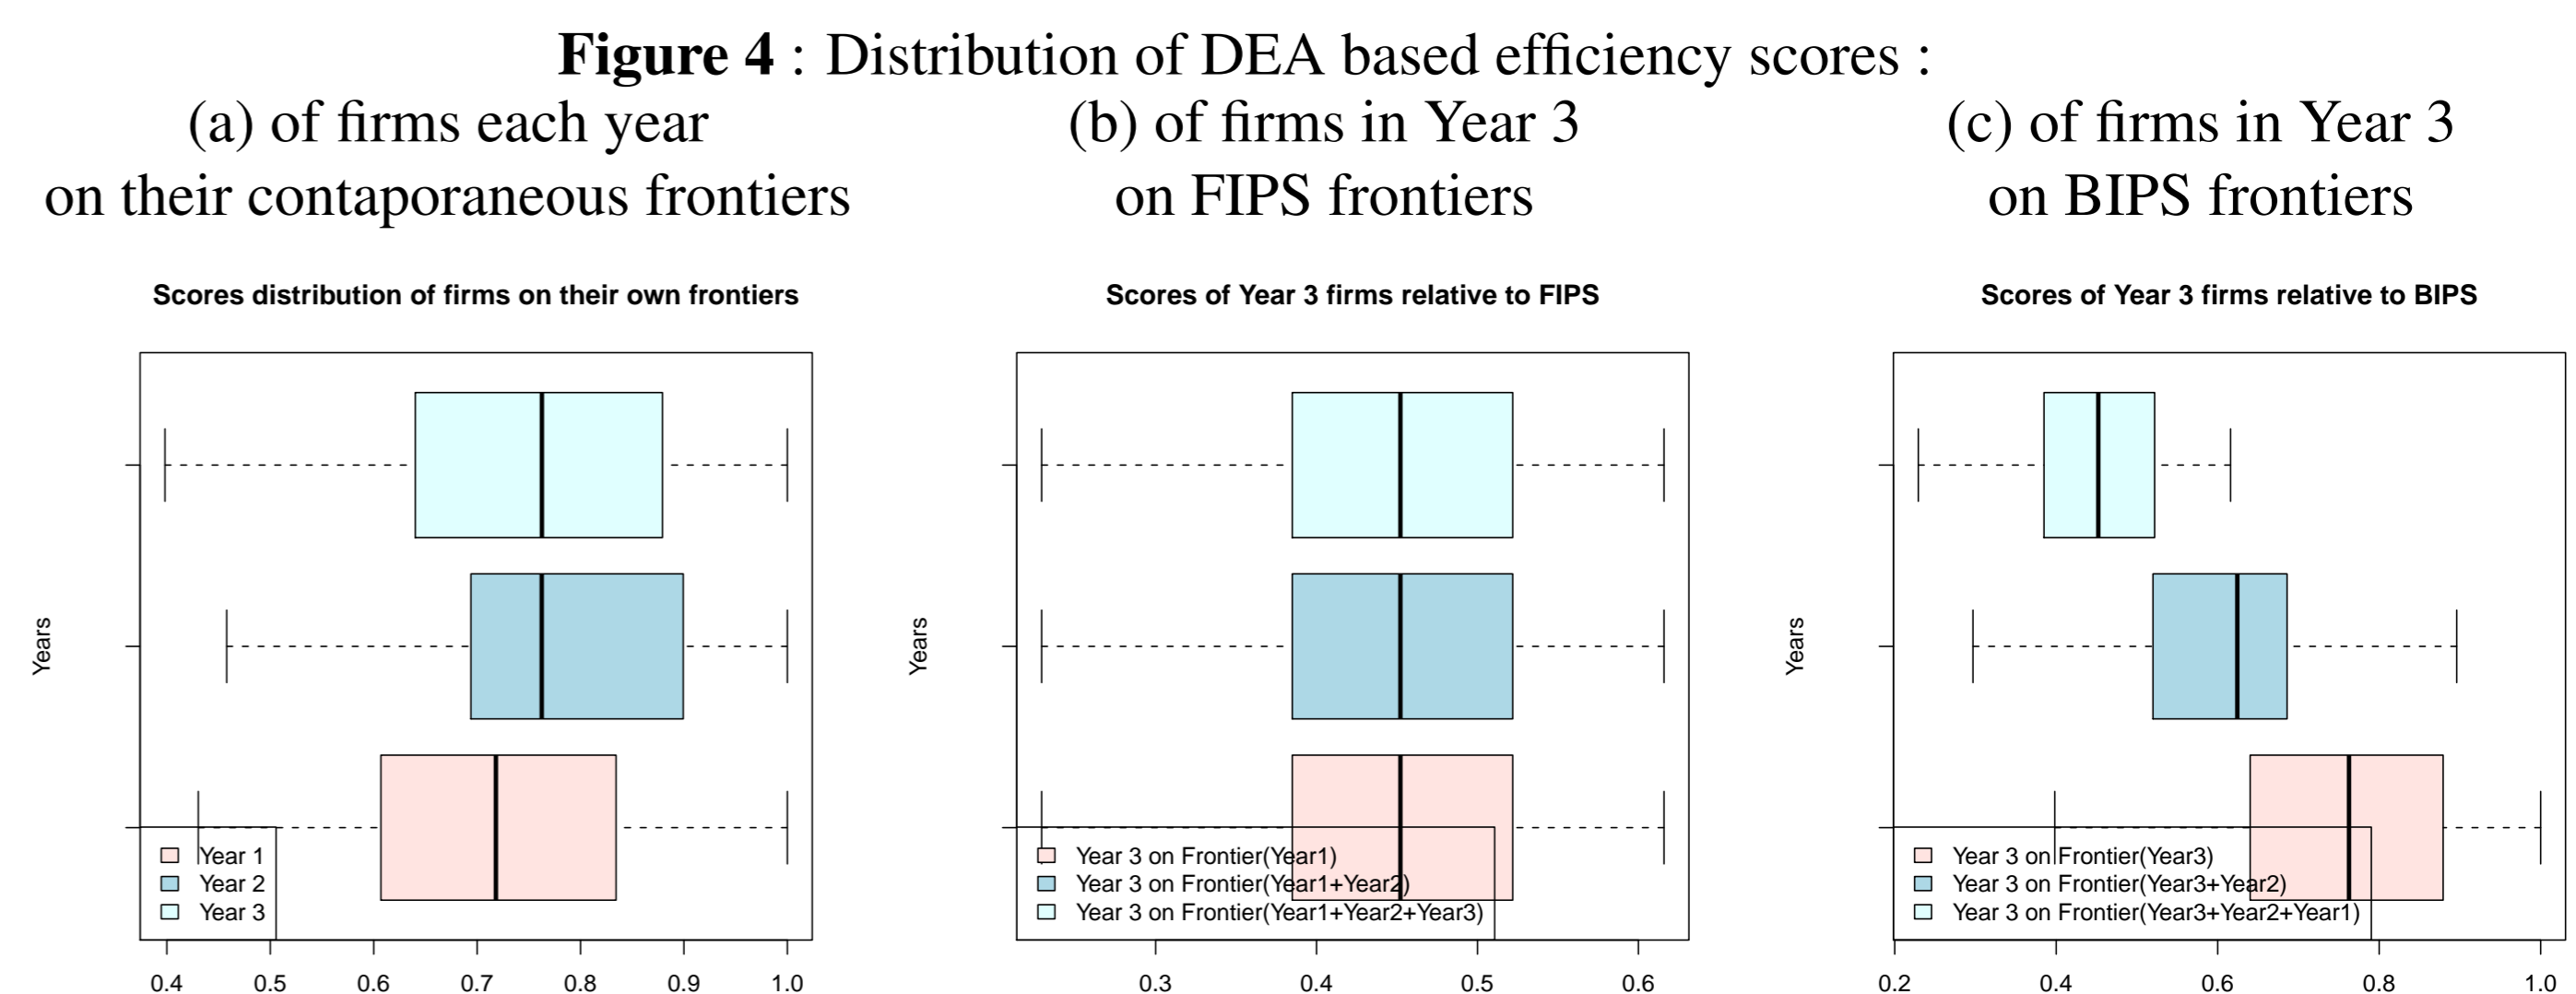 Figure 4 : Distribution of DEA based efficiency scores :
(a) of firms each year
on their contaporaneous frontiers
(b) of firms in Year 3
on FIPS frontiers
(c) of firms in Year 3
on BIPS frontiers
Scores distribution of firms on their own frontiers
Years
Year 1
Year 2
Year 3
0.4 0.5 0.6 0.7 0.8 0.9 1.0
Scores of Year 3 firms relative to FIPS
Years
Year 3 on Frontier(Year1)
Year 3 on Frontier(Year1+Year2)
Year 3 on Frontier(Year1+Year2+Year3)
0.3 0.4 0.5 0.6
Scores of Year 3 firms relative to BIPS
Years
Year 3 on Frontier(Year3)
Year 3 on Frontier(Year3+Year2)
Year 3 on Frontier(Year3+Year2+Year1)
0.2 0.4 0.6 0.8 1.0